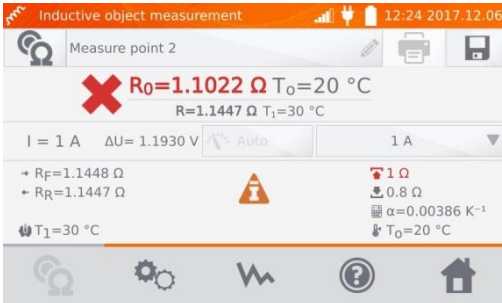 Inductive object measurement 12:24 2017.12.06
Measure point 2
R0=1.1022 Ω To=20 °C
R=1.1447 Ω T1=30 °C
I = 1 A ΔU= 1.1930 V Auto 1 A
→ RF=1.1448 Ω 1 Ω
← RR=1.1447 Ω 0.8 Ω
α=0.00386 K⁻¹
T1=30 °C To=20 °C